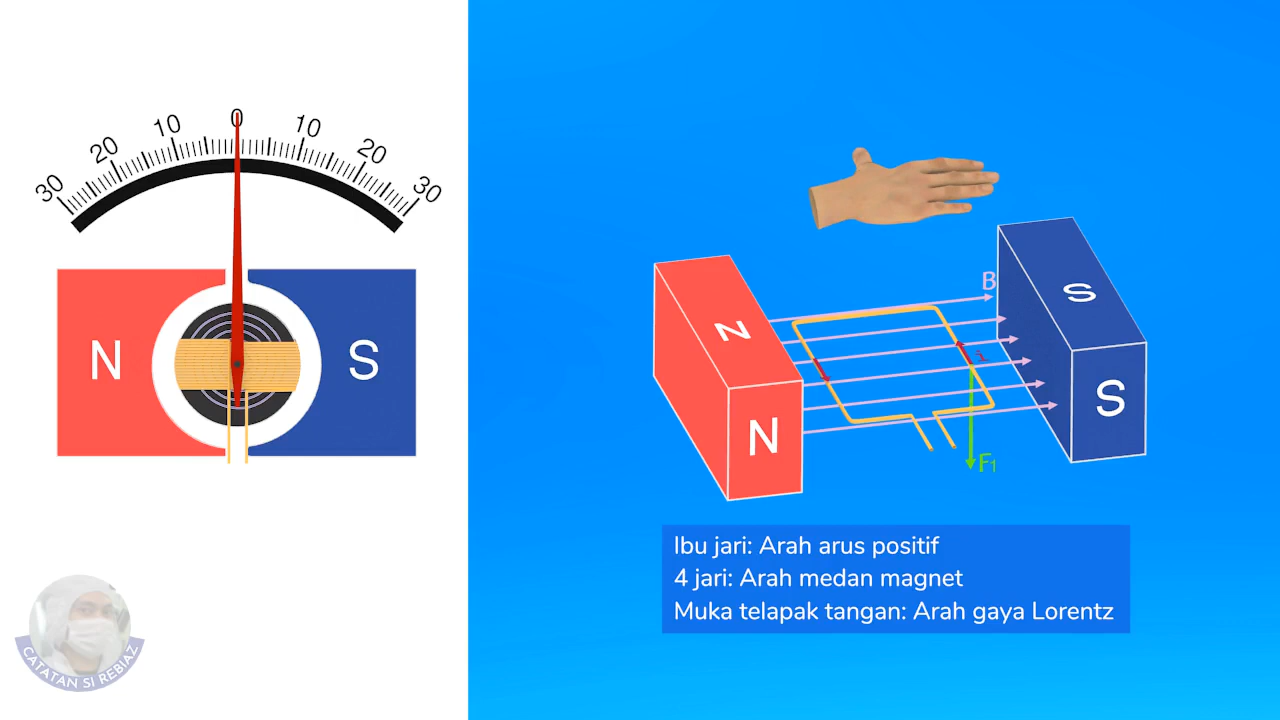 30 20 10 0 10 20 30
N S
B
S
N
i
S
N
F1
Ibu jari: Arah arus positif
4 jari: Arah medan magnet
Muka telapak tangan: Arah gaya Lorentz
CATATAN SI REBIAZ